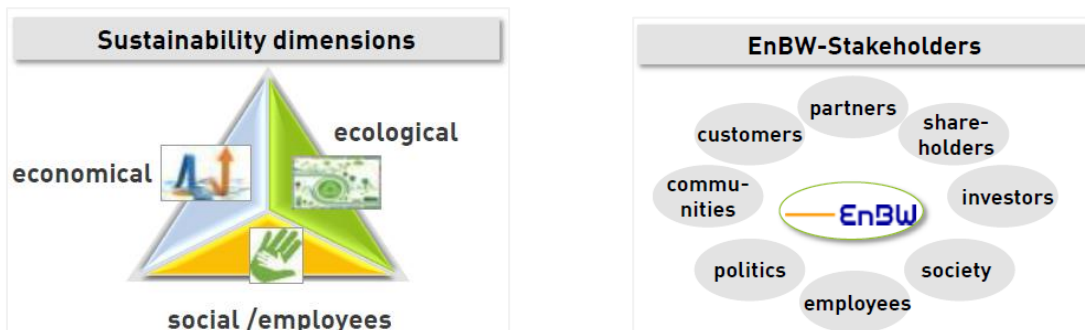 Sustainability dimensions
ecological
economical
social /employees
EnBW-Stakeholders
partners
customers
share-
holders
commu-
nities
EnBW
investors
politics
society
employees